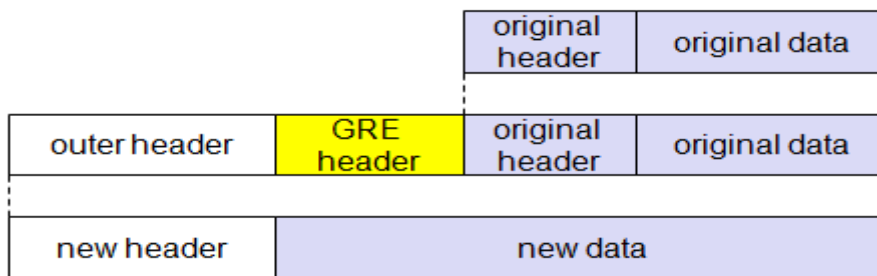 original header original data
outer header GRE header original header original data
new header new data